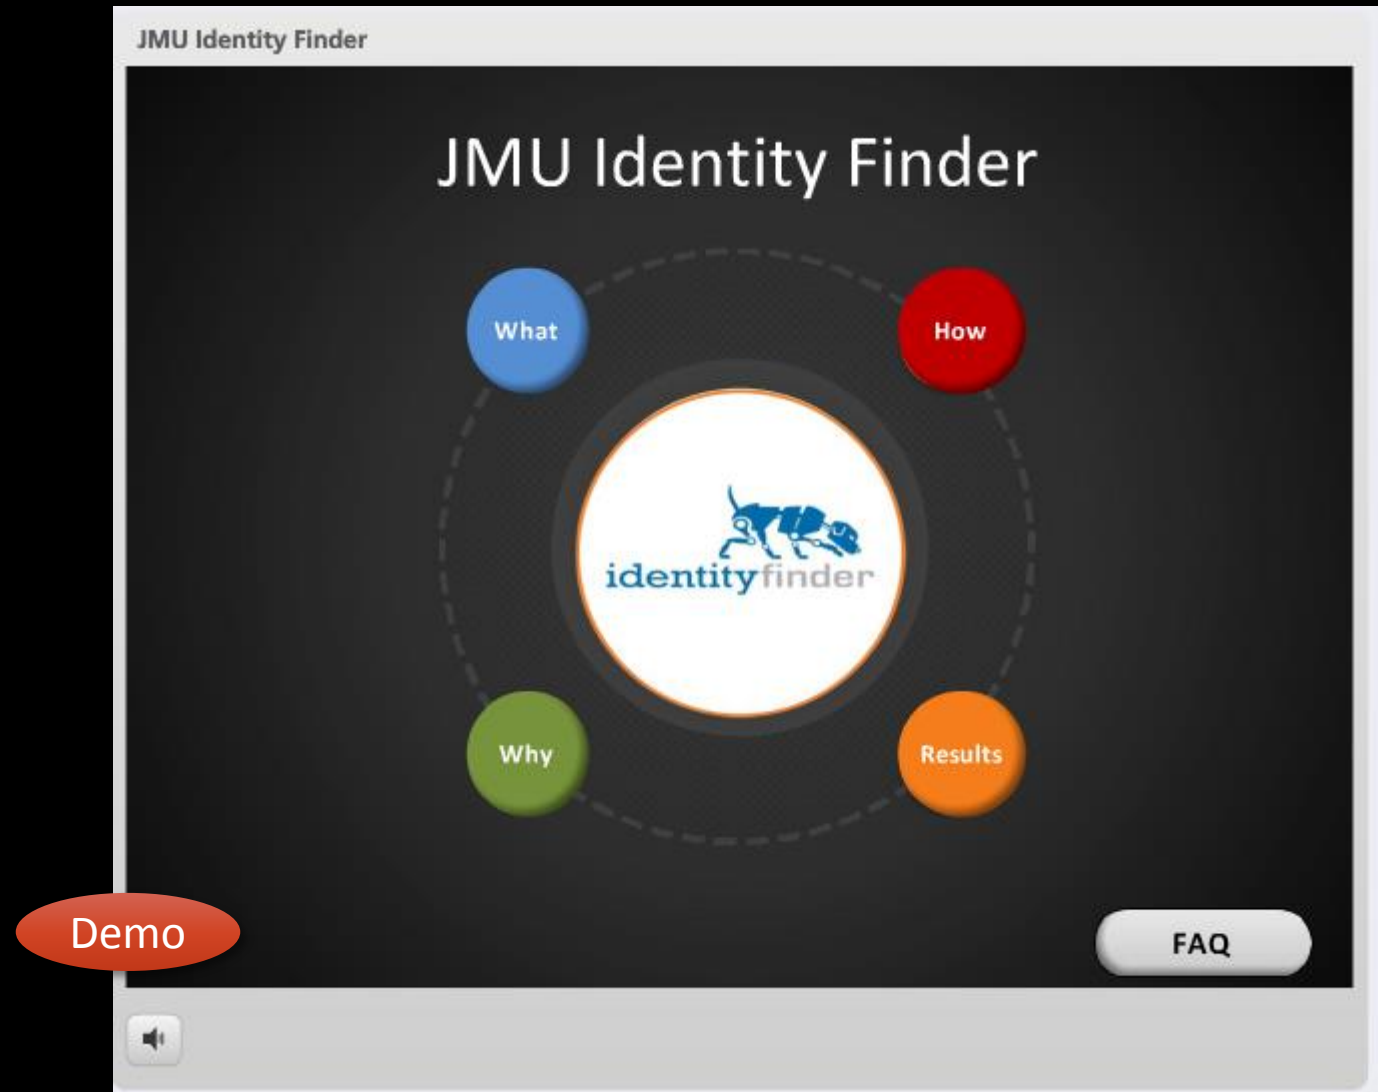 JMU Identity Finder
JMU Identity Finder
What
How
identityfinder
Why
Results
Demo
FAQ